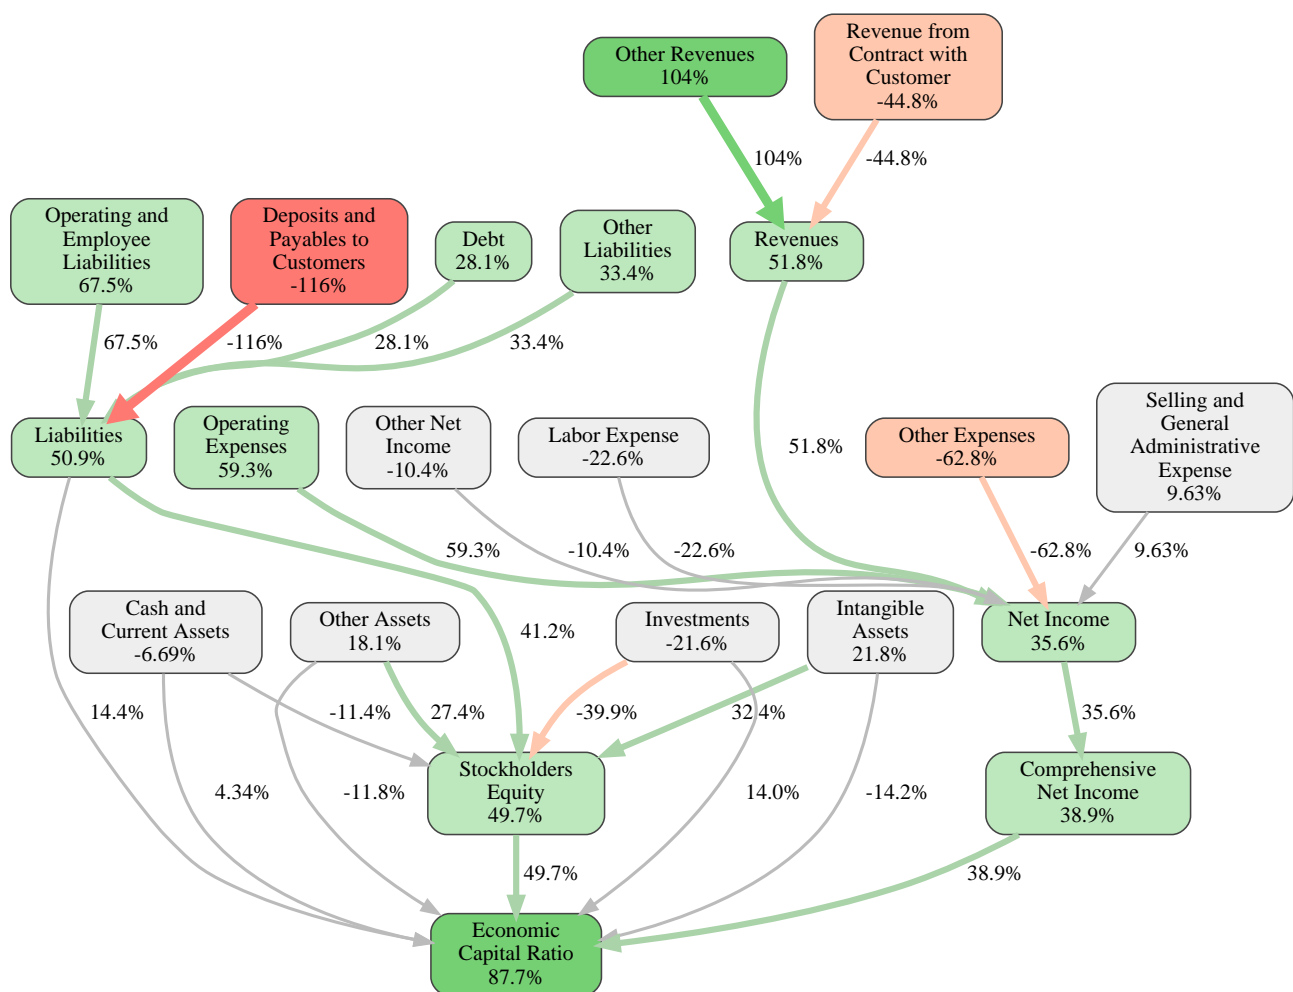 Other Revenues
104%
Revenue from
Contract with
Customer
-44.8%
104%
-44.8%
Operating and
Employee
Liabilities
67.5%
Deposits and
Payables to
Customers
-116%
Debt
28.1%
Other
Liabilities
33.4%
Revenues
51.8%
67.5%
-116%
28.1%
33.4%
Liabilities
50.9%
Operating
Expenses
59.3%
Other Net
Income
-10.4%
Labor Expense
-22.6%
51.8%
Other Expenses
-62.8%
Selling and
General
Administrative
Expense
9.63%
59.3%
-10.4%
-22.6%
-62.8%
9.63%
Cash and
Current Assets
-6.69%
Other Assets
18.1%
41.2%
Investments
-21.6%
Intangible
Assets
21.8%
Net Income
35.6%
14.4%
-11.4%
27.4%
-39.9%
32.4%
35.6%
Stockholders
Equity
49.7%
Comprehensive
Net Income
38.9%
4.34%
-11.8%
14.0%
-14.2%
49.7%
38.9%
Economic
Capital Ratio
87.7%